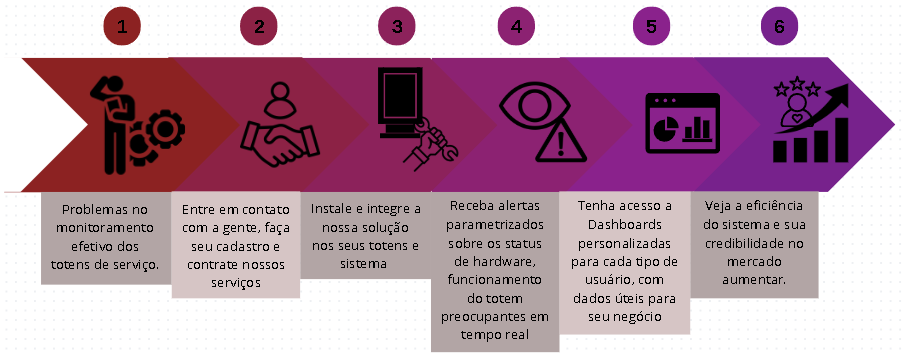 1
2
3
4
5
6
Problemas no
monitoramento
efetivo dos
totens de serviço.
Entre em contato
com a gente, faça
seu cadastro e
contrate nossos
serviços
Instale e integre a
nossa solução
nos seus totens e
sistema
Receba alertas
parametrizados
sobre os status
de hardware,
funcionamento
do totem
preocupantes em
tempo real
Tenha acesso a
Dashboards
personalizadas
para cada tipo de
usuário, com
dados úteis para
seu negócio
Veja a eficiência
do sistema e sua
credibilidade no
mercado
aumentar.